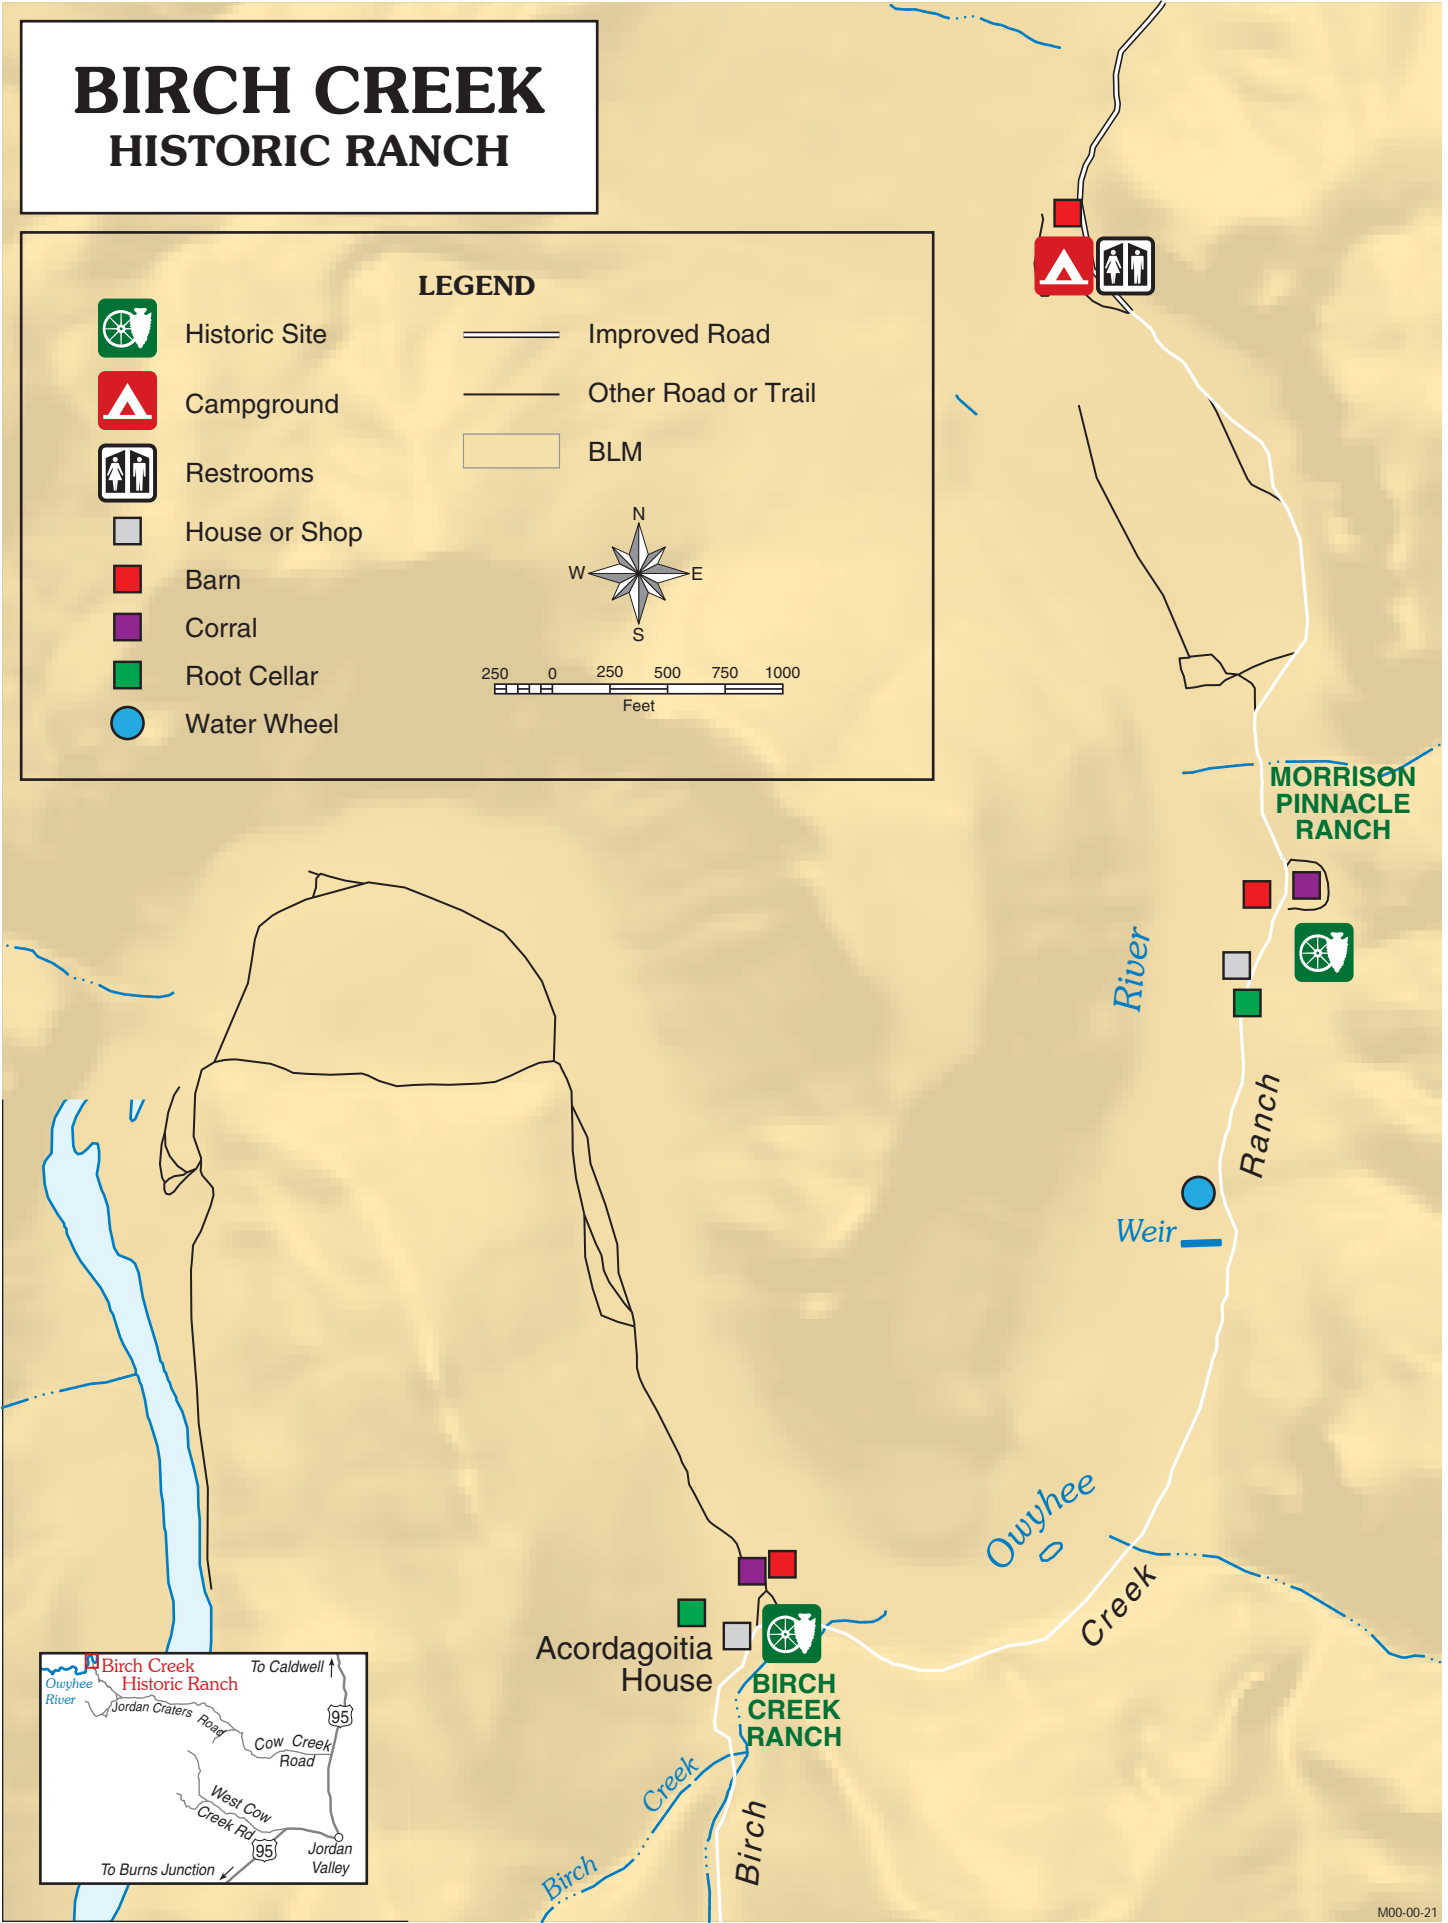 BIRCH CREEK
HISTORIC RANCH
LEGEND
Historic Site
Campground
Restrooms
House or Shop
Barn
Corral
Root Cellar
Water Wheel
Improved Road
Other Road or Trail
BLM
N
W
E
S
250 0 250 500 750 1000
Feet
MORRISON
PINNACLE
RANCH
River
Ranch
Weir
Owyhee
Creek
Acordagoitia
House
BIRCH
CREEK
RANCH
Creek
Birch
Birch
Birch Creek
Historic Ranch
Owyhee
River
To Caldwell
95
Jordan Craters Road
Cow Creek
Road
West Cow
Creek Rd
95
Jordan
Valley
To Burns Junction
M00-00-21